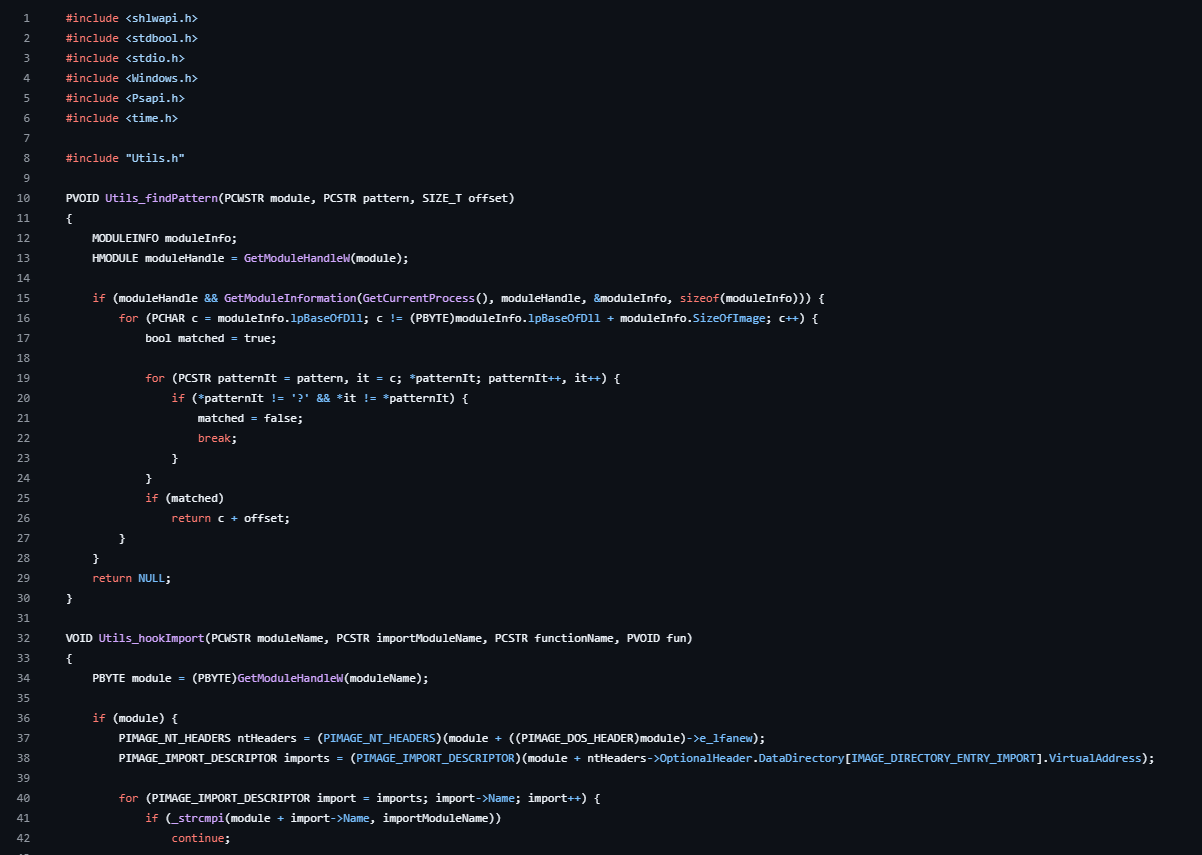 1 #include <shlwapi.h>
2 #include <stdbool.h>
3 #include <stdio.h>
4 #include <Windows.h>
5 #include <Psapi.h>
6 #include <time.h>
7
8 #include "Utils.h"
9
10 PVOID Utils_findPattern(PCWSTR module, PCSTR pattern, SIZE_T offset)
11 {
12     MODULEINFO moduleInfo;
13     HMODULE moduleHandle = GetModuleHandleW(module);
14
15     if (moduleHandle && GetModuleInformation(GetCurrentProcess(), moduleHandle, &moduleInfo, sizeof(moduleInfo))) {
16         for (PCHAR c = moduleInfo.lpBaseOfDll; c != (PBYTE)moduleInfo.lpBaseOfDll + moduleInfo.SizeOfImage; c++) {
17             bool matched = true;
18
19             for (PCSTR patternIt = pattern, it = c; *patternIt; patternIt++, it++) {
20                 if (*patternIt != '?' && *it != *patternIt) {
21                     matched = false;
22                     break;
23                 }
24             }
25             if (matched)
26                 return c + offset;
27         }
28     }
29     return NULL;
30 }
31
32 VOID Utils_hookImport(PCWSTR moduleName, PCSTR importModuleName, PCSTR functionName, PVOID fun)
33 {
34     PBYTE module = (PBYTE)GetModuleHandleW(moduleName);
35
36     if (module) {
37         PIMAGE_NT_HEADERS ntHeaders = (PIMAGE_NT_HEADERS)(module + ((PIMAGE_DOS_HEADER)module)->e_lfanew);
38         PIMAGE_IMPORT_DESCRIPTOR imports = (PIMAGE_IMPORT_DESCRIPTOR)(module + ntHeaders->OptionalHeader.DataDirectory[IMAGE_DIRECTORY_ENTRY_IMPORT].VirtualAddress);
39
40         for (PIMAGE_IMPORT_DESCRIPTOR import = imports; import->Name; import++) {
41             if (_strcmpi(module + import->Name, importModuleName))
42                 continue;